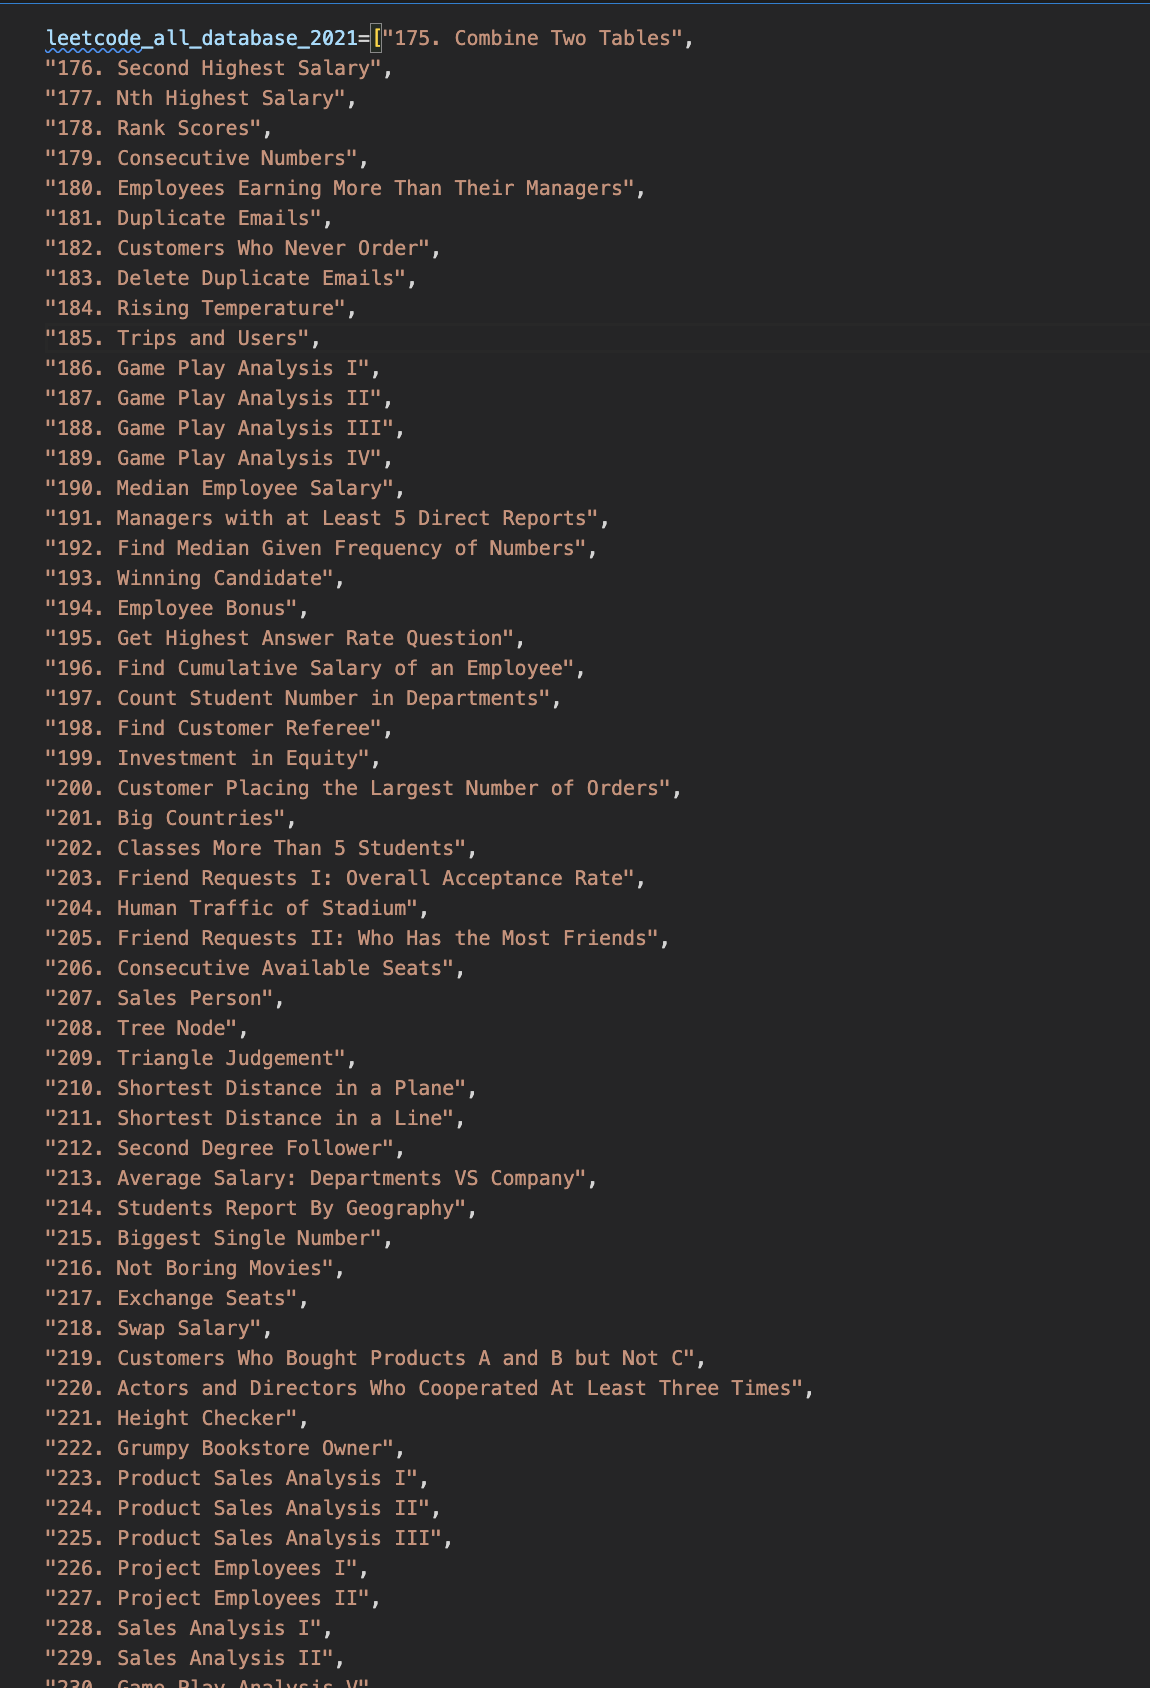 leetcode_all_database_2021=["175. Combine Two Tables",
"176. Second Highest Salary",
"177. Nth Highest Salary",
"178. Rank Scores",
"179. Consecutive Numbers",
"180. Employees Earning More Than Their Managers",
"181. Duplicate Emails",
"182. Customers Who Never Order",
"183. Delete Duplicate Emails",
"184. Rising Temperature",
"185. Trips and Users",
"186. Game Play Analysis I",
"187. Game Play Analysis II",
"188. Game Play Analysis III",
"189. Game Play Analysis IV",
"190. Median Employee Salary",
"191. Managers with at Least 5 Direct Reports",
"192. Find Median Given Frequency of Numbers",
"193. Winning Candidate",
"194. Employee Bonus",
"195. Get Highest Answer Rate Question",
"196. Find Cumulative Salary of an Employee",
"197. Count Student Number in Departments",
"198. Find Customer Referee",
"199. Investment in Equity",
"200. Customer Placing the Largest Number of Orders",
"201. Big Countries",
"202. Classes More Than 5 Students",
"203. Friend Requests I: Overall Acceptance Rate",
"204. Human Traffic of Stadium",
"205. Friend Requests II: Who Has the Most Friends",
"206. Consecutive Available Seats",
"207. Sales Person",
"208. Tree Node",
"209. Triangle Judgement",
"210. Shortest Distance in a Plane",
"211. Shortest Distance in a Line",
"212. Second Degree Follower",
"213. Average Salary: Departments VS Company",
"214. Students Report By Geography",
"215. Biggest Single Number",
"216. Not Boring Movies",
"217. Exchange Seats",
"218. Swap Salary",
"219. Customers Who Bought Products A and B but Not C",
"220. Actors and Directors Who Cooperated At Least Three Times",
"221. Height Checker",
"222. Grumpy Bookstore Owner",
"223. Product Sales Analysis I",
"224. Product Sales Analysis II",
"225. Product Sales Analysis III",
"226. Project Employees I",
"227. Project Employees II",
"228. Sales Analysis I",
"229. Sales Analysis II",
"230. Game Play Analysis V"